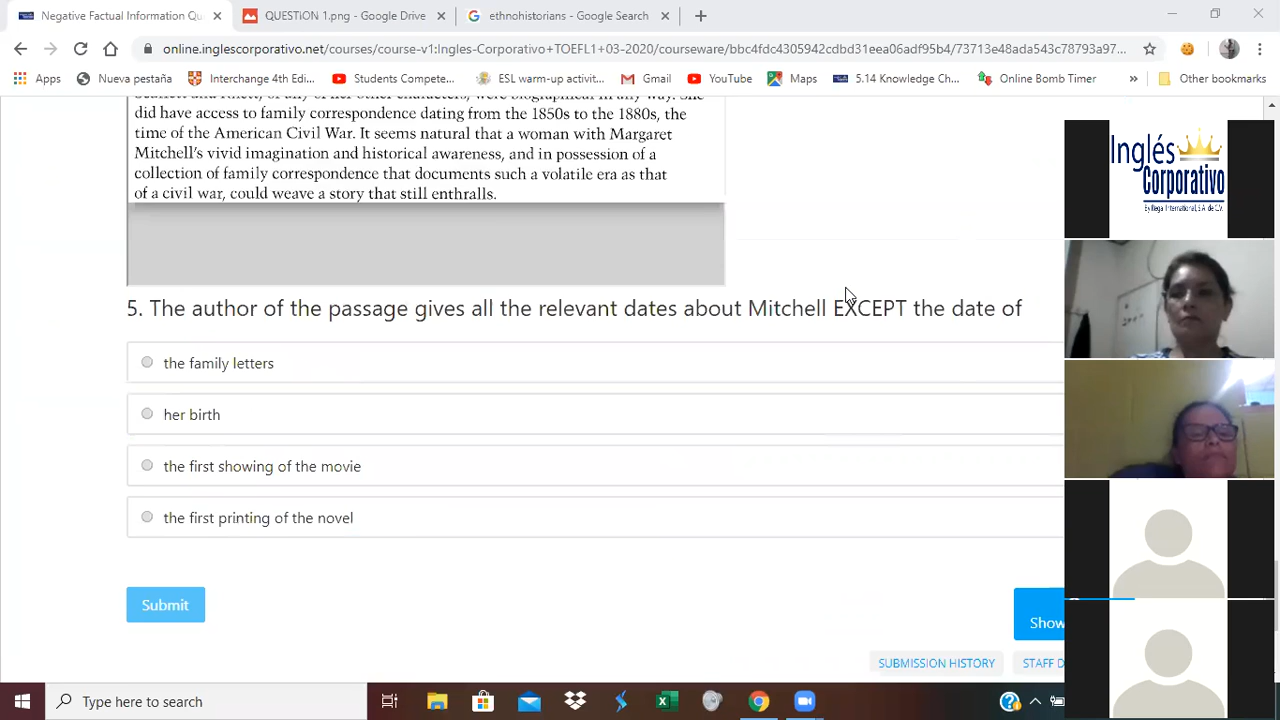 Negative Factual Information Qu
QUESTION 1.png - Google Drive
ethnohistorians - Google Search
online.inglescorporativo.net/courses/course-v1:Ingles-Corporativo+TOEFL1+03-2020/courseware/bbc4fdc4305942cdbd31eea06adf95b4/73713e48ada543c78793a97...
Apps
Nueva pestaña
Interchange 4th Edi...
Students Compete...
ESL warm-up activit...
Gmail
YouTube
Maps
5.14 Knowledge Ch...
Online Bomb Timer
»
Other bookmarks
did have access to family correspondence dating from the 1850s to the 1880s, the
time of the American Civil War. It seems natural that a woman with Margaret
Mitchell's vivid imagination and historical awareness, and in possession of a
collection of family correspondence that documents such a volatile era as that
of a civil war, could weave a story that still enthralls.
5. The author of the passage gives all the relevant dates about Mitchell EXCEPT the date of
the family letters
her birth
the first showing of the movie
the first printing of the novel
Submit
Show
SUBMISSION HISTORY
STAFF D
Inglés
Corporativo
Type here to search